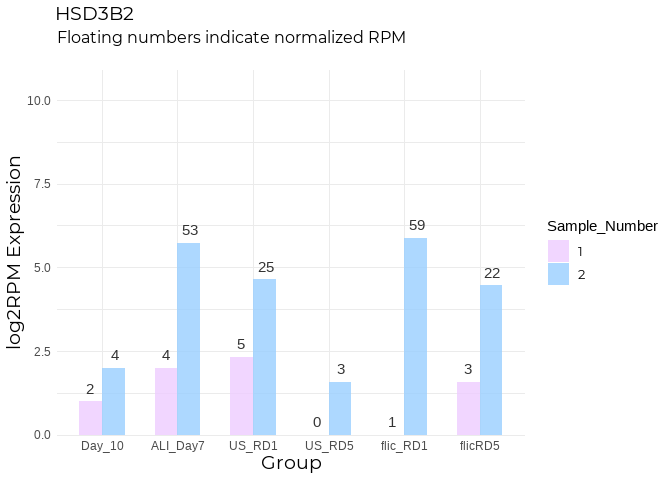 HSD3B2
Floating numbers indicate normalized RPM
log2RPM Expression
10.0
7.5
5.0
2.5
0.0
2
4
4
53
5
25
0
3
1
59
3
22
Day_10
ALI_Day7
US_RD1
US_RD5
flic_RD1
flicRD5
Group
Sample_Number
1
2